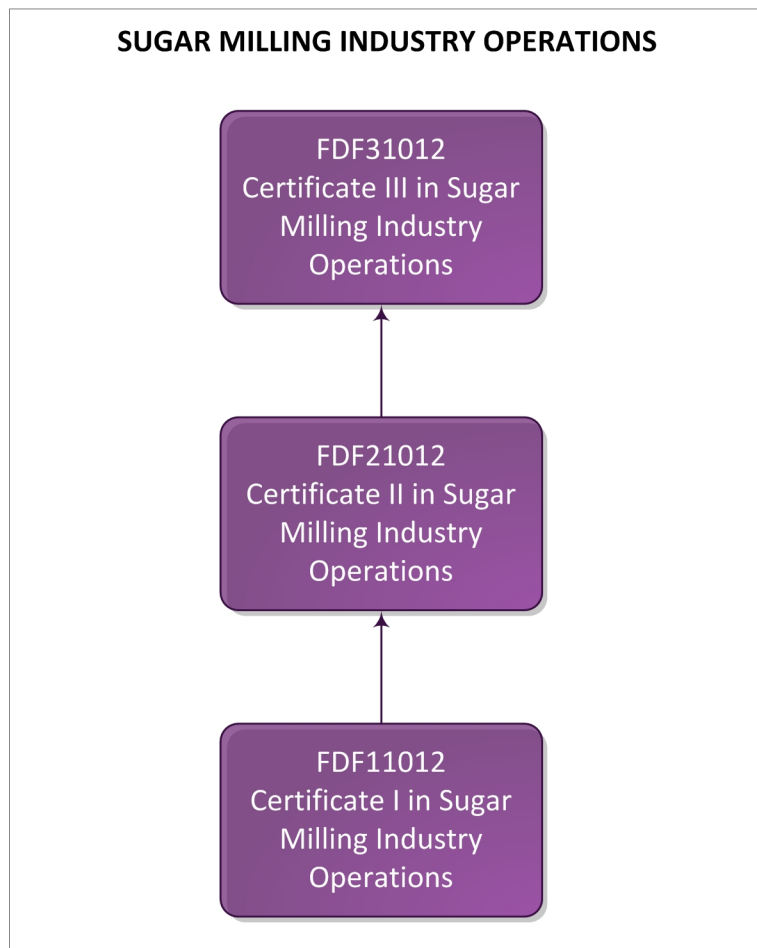 SUGAR MILLING INDUSTRY OPERATIONS
FDF31012
Certificate III in Sugar
Milling Industry
Operations
FDF21012
Certificate II in Sugar
Milling Industry
Operations
FDF11012
Certificate I in Sugar
Milling Industry
Operations